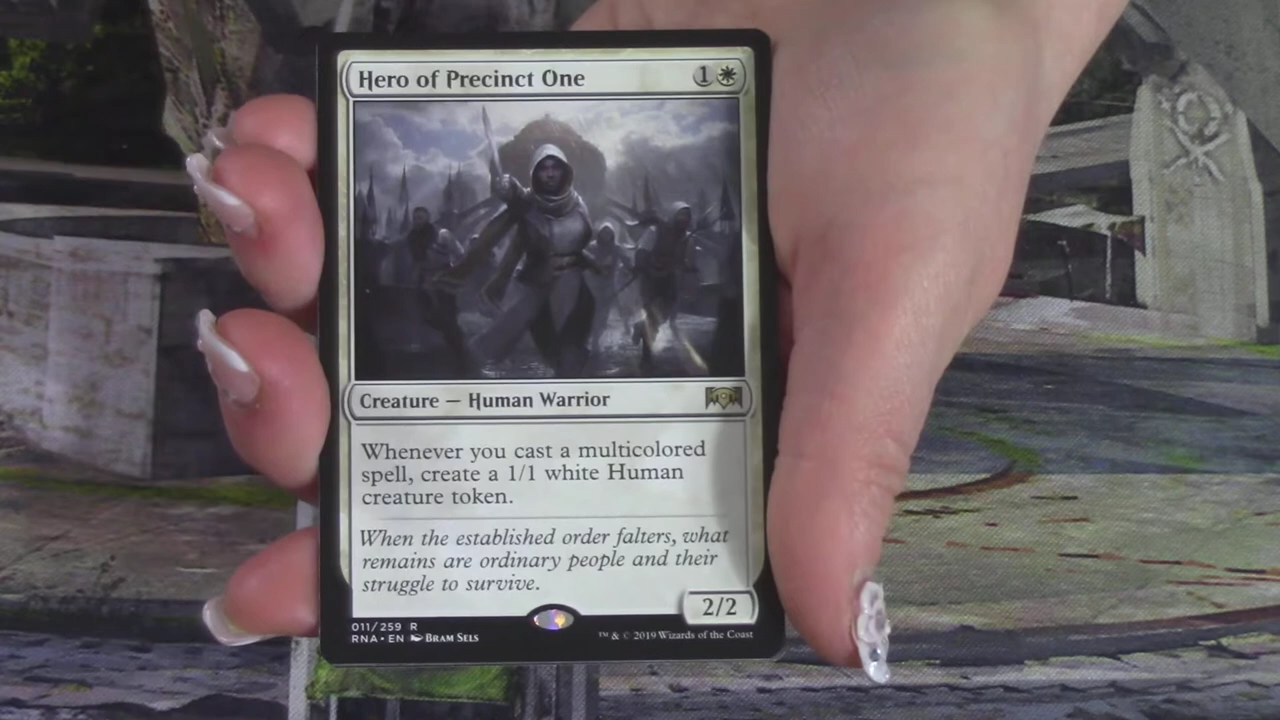 Hero of Precinct One 1
Creature — Human Warrior
Whenever you cast a multicolored
spell, create a 1/1 white Human
creature token.
When the established order falters, what
remains are ordinary people and their
struggle to survive.
2/2
011/259 R
RNA • EN Bram Sels
™ & © 2019 Wizards of the Coast